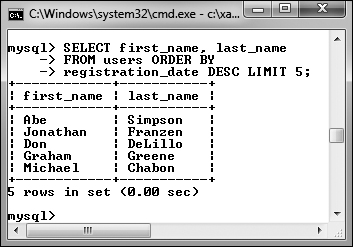 C:\Windows\system32\cmd.exe - c:\xa...
mysql> SELECT first_name, last_name
    -> FROM users ORDER BY
    -> registration_date DESC LIMIT 5;
+------------+-----------+
| first_name | last_name |
+------------+-----------+
| Abe        | Simpson   |
| Jonathan   | Franzen   |
| Don        | DeLillo   |
| Graham     | Greene    |
| Michael    | Chabon    |
+------------+-----------+
5 rows in set (0.00 sec)
mysql>